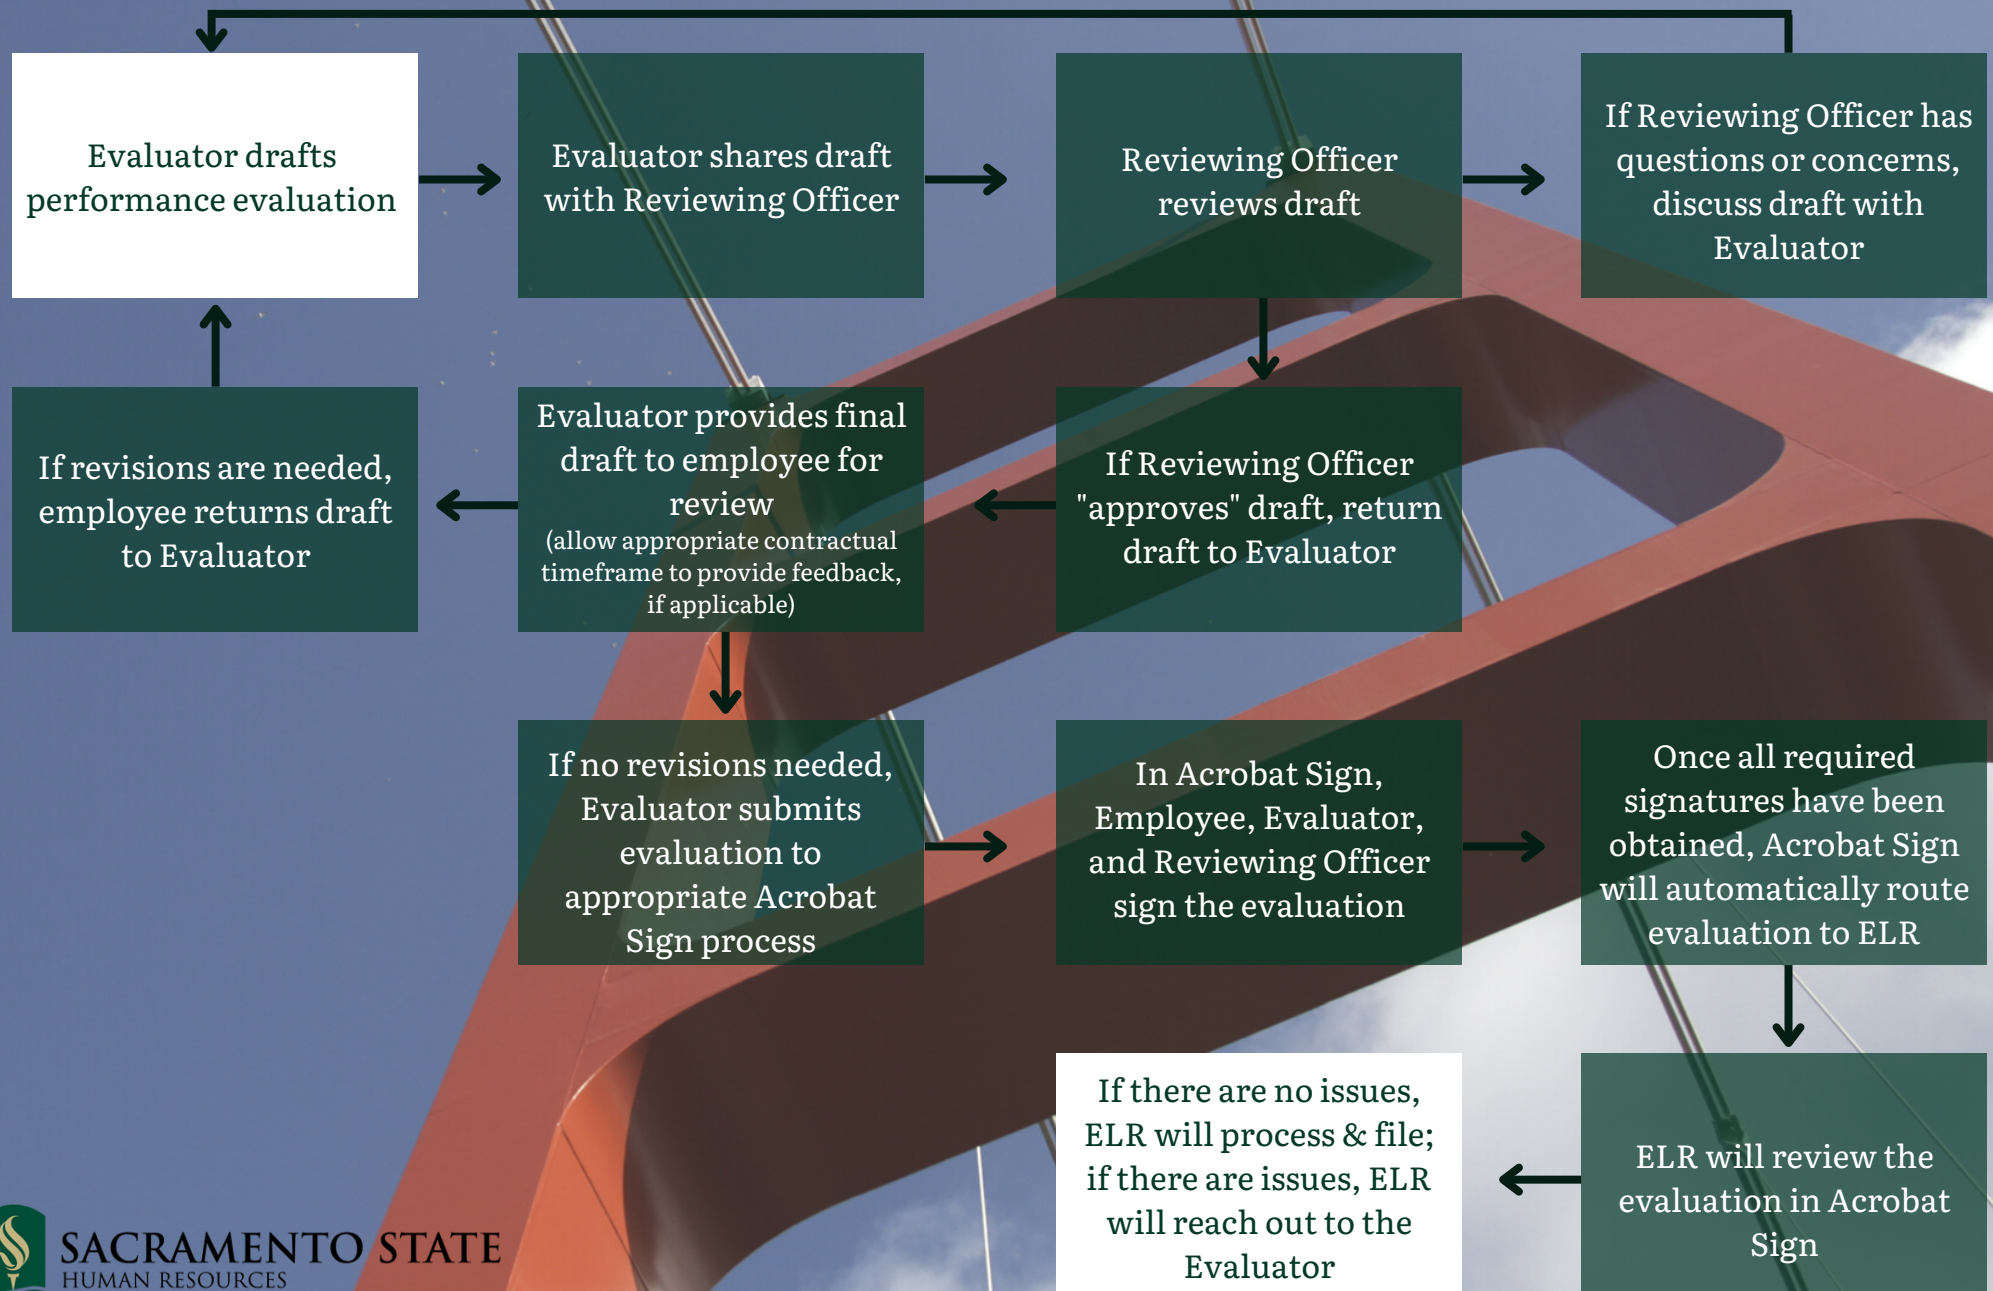 Evaluator drafts
performance evaluation
Evaluator shares draft
with Reviewing Officer
Reviewing Officer
reviews draft
If Reviewing Officer has
questions or concerns,
discuss draft with
Evaluator
If revisions are needed,
employee returns draft
to Evaluator
Evaluator provides final
draft to employee for
review
(allow appropriate contractual
timeframe to provide feedback,
if applicable)
If Reviewing Officer
"approves" draft, return
draft to Evaluator
If no revisions needed,
Evaluator submits
evaluation to
appropriate Acrobat
Sign process
In Acrobat Sign,
Employee, Evaluator,
and Reviewing Officer
sign the evaluation
Once all required
signatures have been
obtained, Acrobat Sign
will automatically route
evaluation to ELR
If there are no issues,
ELR will process & file;
if there are issues, ELR
will reach out to the
Evaluator
ELR will review the
evaluation in Acrobat
Sign
SACRAMENTO STATE
HUMAN RESOURCES